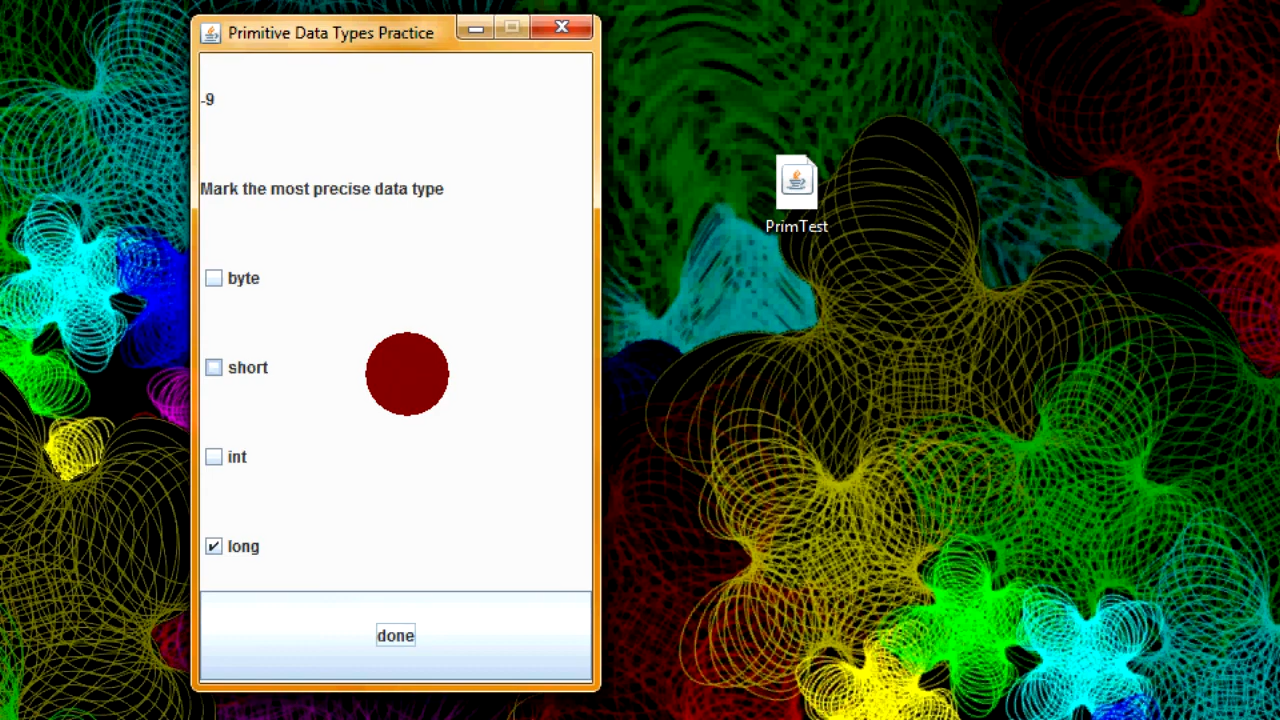 Primitive Data Types Practice
-9
Mark the most precise data type
byte
short
int
long
done
PrimTest